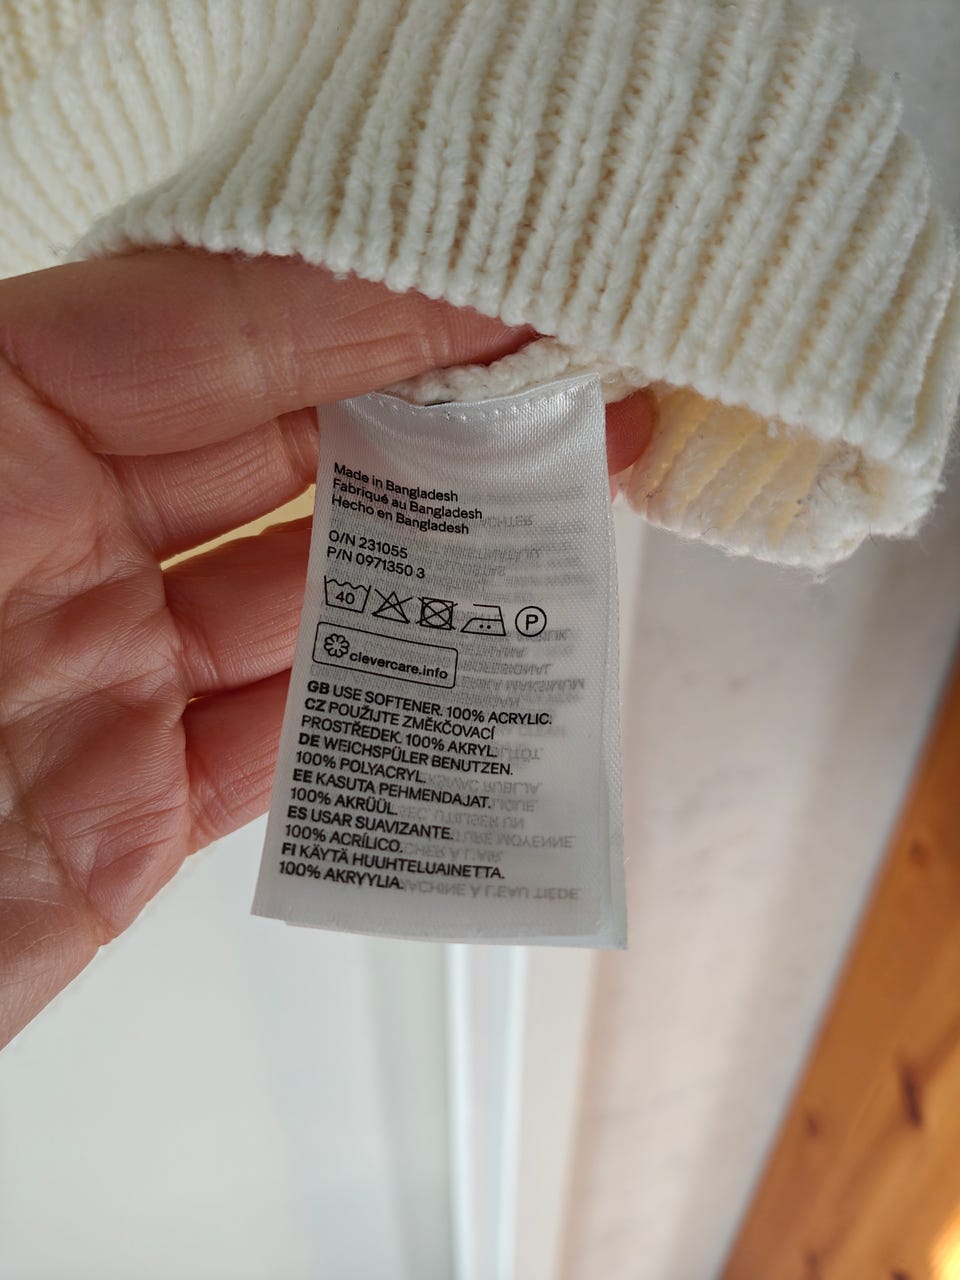 Made in Bangladesh
Fabriqué au Bangladesh
Hecho en Bangladesh
O/N 231055
P/N 0971350 3
40
P
clevercare.info
GB USE SOFTENER. 100% ACRYLIC.
CZ POUŽIJTE ZMĚKČOVACÍ
PROSTŘEDEK. 100% AKRYL.
DE WEICHSPÜLER BENUTZEN.
100% POLYACRYL.
EE KASUTA PEHMENDAJAT.
100% AKRÜÜL.
ES USAR SUAVIZANTE.
100% ACRÍLICO.
FI KÄYTÄ HUUHTELUAINETTA.
100% AKRYYLIA.